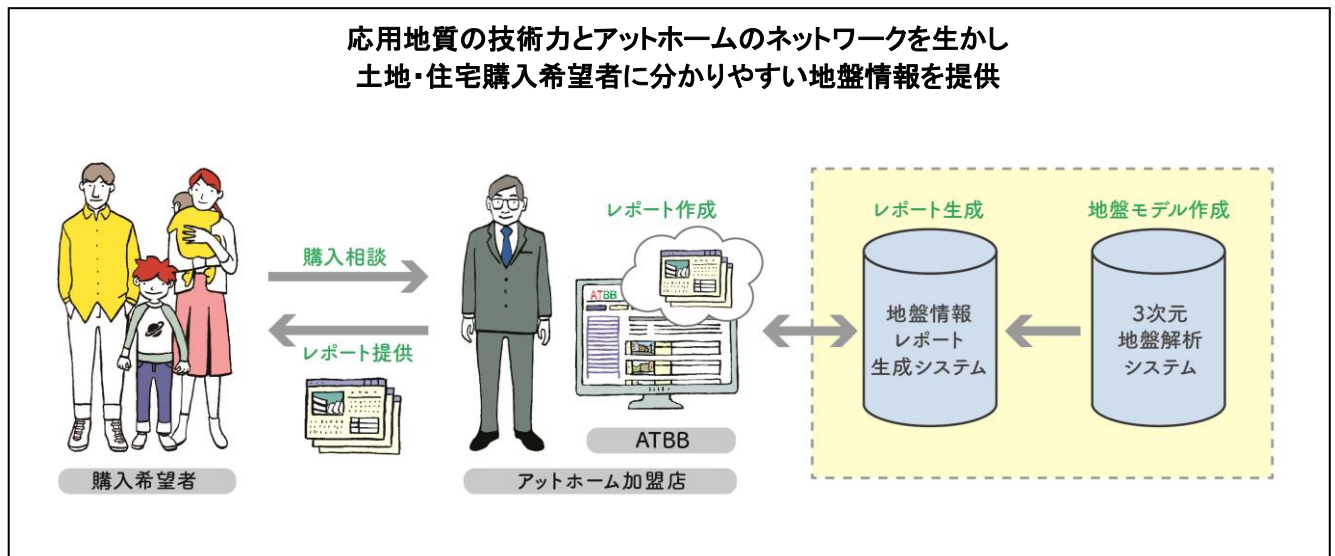 応用地質の技術力とアットホームのネットワークを生かし
土地・住宅購入希望者に分かりやすい地盤情報を提供
購入相談
レポート提供
購入希望者
レポート作成
ATBB
ATBB
アットホーム加盟店
レポート生成
地盤情報
レポート
生成システム
地盤モデル作成
3次元
地盤解析
システム